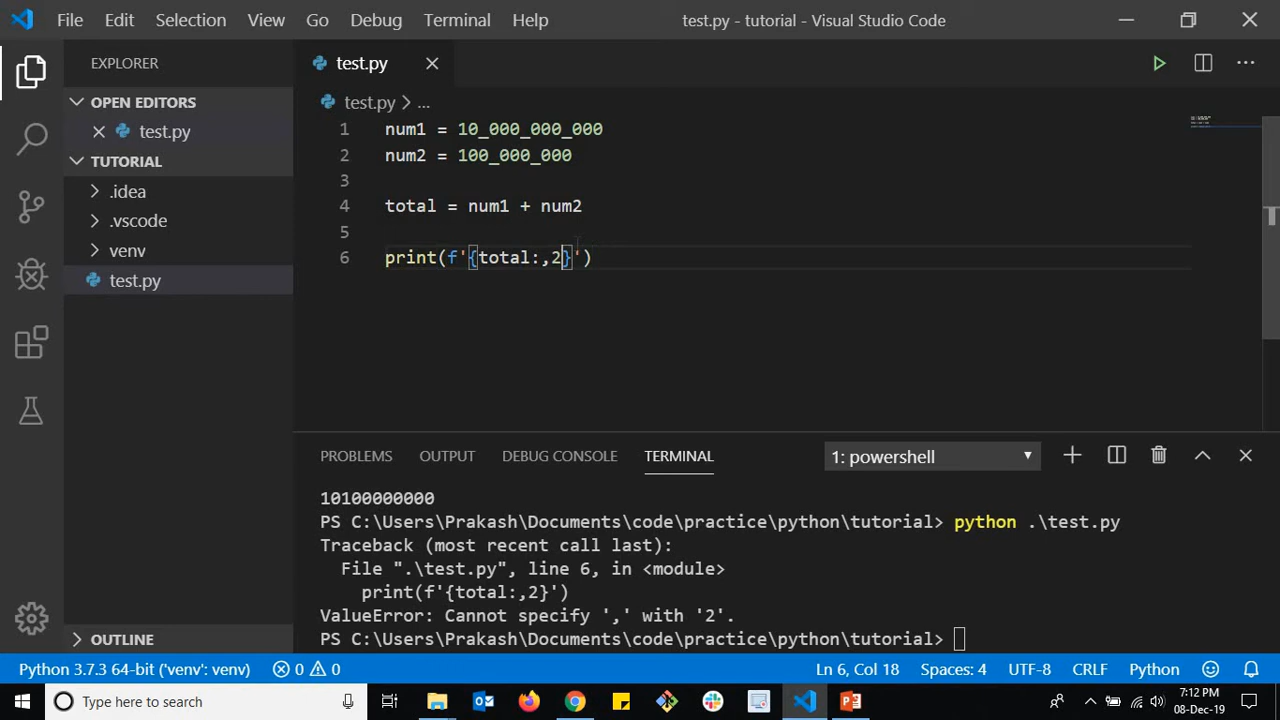 File Edit Selection View Go Debug Terminal Help test.py - tutorial - Visual Studio Code
EXPLORER
OPEN EDITORS
test.py
TUTORIAL
.idea
.vscode
venv
test.py
OUTLINE
test.py
test.py > ...
1 num1 = 10_000_000_000
2 num2 = 100_000_000
3
4 total = num1 + num2
5
6 print(f'{total:,2}')
PROBLEMS OUTPUT DEBUG CONSOLE TERMINAL 1: powershell
10100000000
PS C:\Users\Prakash\Documents\code\practice\python\tutorial> python .\test.py
Traceback (most recent call last):
File ".\test.py", line 6, in <module>
print(f'{total:,2}')
ValueError: Cannot specify ',' with '2'.
PS C:\Users\Prakash\Documents\code\practice\python\tutorial>
Python 3.7.3 64-bit ('venv': venv) 0 0 Ln 6, Col 18 Spaces: 4 UTF-8 CRLF Python
Type here to search
7:12 PM
08-Dec-19